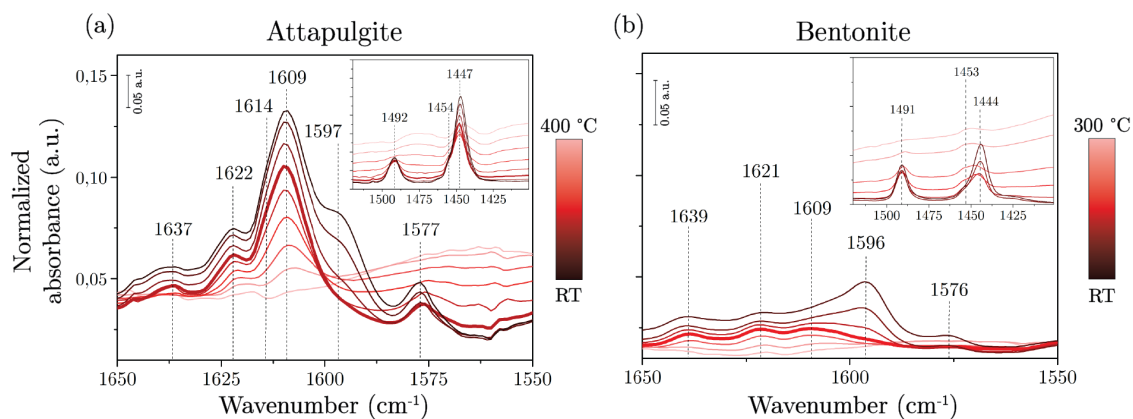 (a)
Attapulgite
Normalized
absorbance (a.u.)
0,15
0,10
0.05
0.05 a.u.
1637
1622
1614
1609
1597
1577
1492
1454
1447
1500
1475
1450
1425
400 °C
RT
1650
1625
1600
1575
1550
Wavenumber (cm⁻¹)
(b)
Bentonite
0.05 a.u.
1639
1621
1609
1596
1576
1491
1453
1444
1500
1475
1450
1425
300 °C
RT
1650
1600
1550
Wavenumber (cm⁻¹)